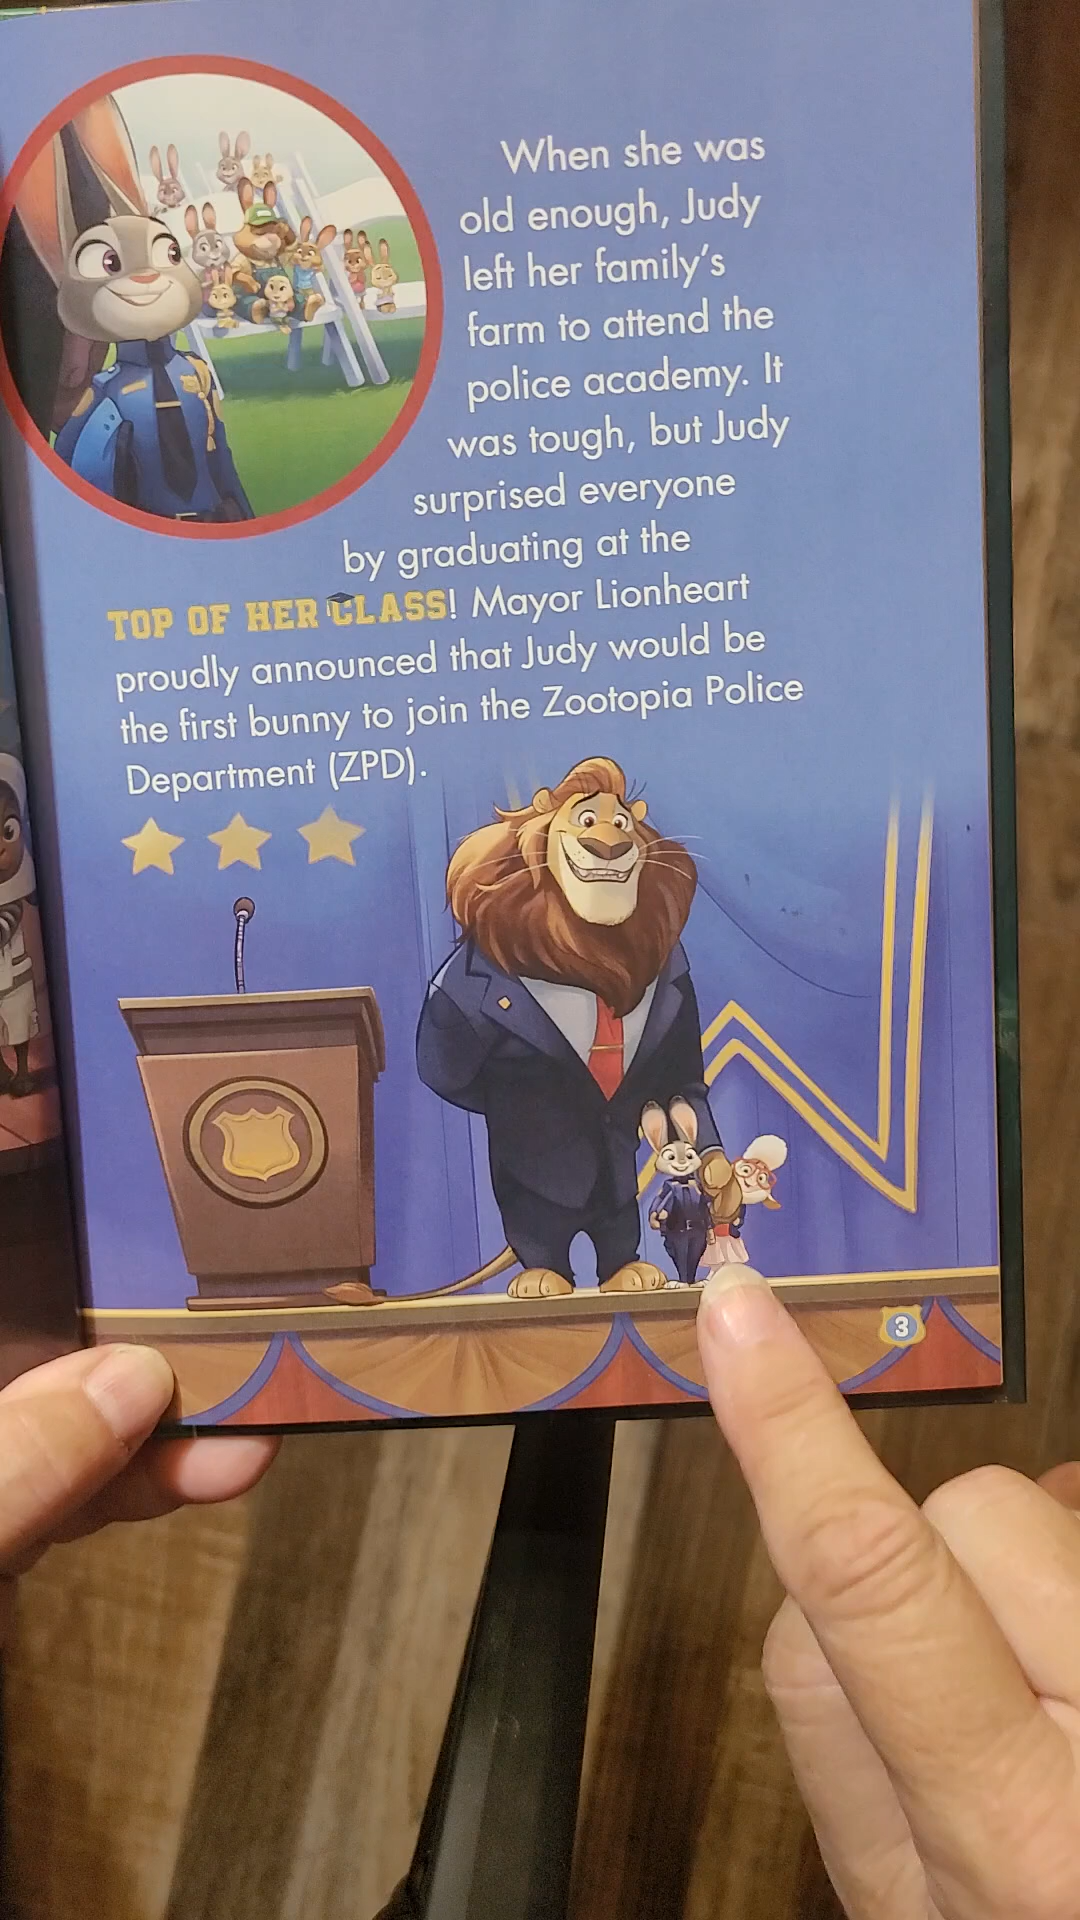 When she was
old enough, Judy
left her family's
farm to attend the
police academy. It
was tough, but Judy
surprised everyone
by graduating at the
TOP OF HER CLASS! Mayor Lionheart
proudly announced that Judy would be
the first bunny to join the Zootopia Police
Department (ZPD).
3